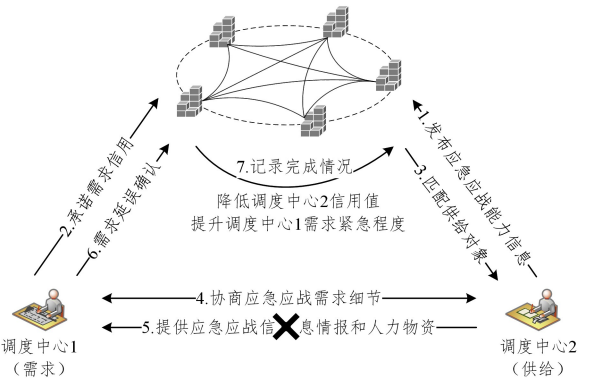 1.发布应急应战能力信息
2.承诺需求信用
3.匹配供给对象
6.需求延误确认
7.记录完成情况
降低调度中心2信用值
提升调度中心1需求紧急程度
4.协商应急应战需求细节
5.提供应急应战信息情报和人力物资
调度中心1
（需求）
调度中心2
（供给）